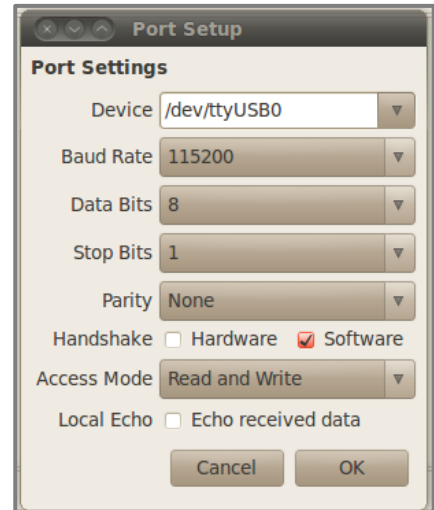 Port Setup
Port Settings
Device /dev/ttyUSB0
Baud Rate 115200
Data Bits 8
Stop Bits 1
Parity None
Handshake Hardware Software
Access Mode Read and Write
Local Echo Echo received data
Cancel OK